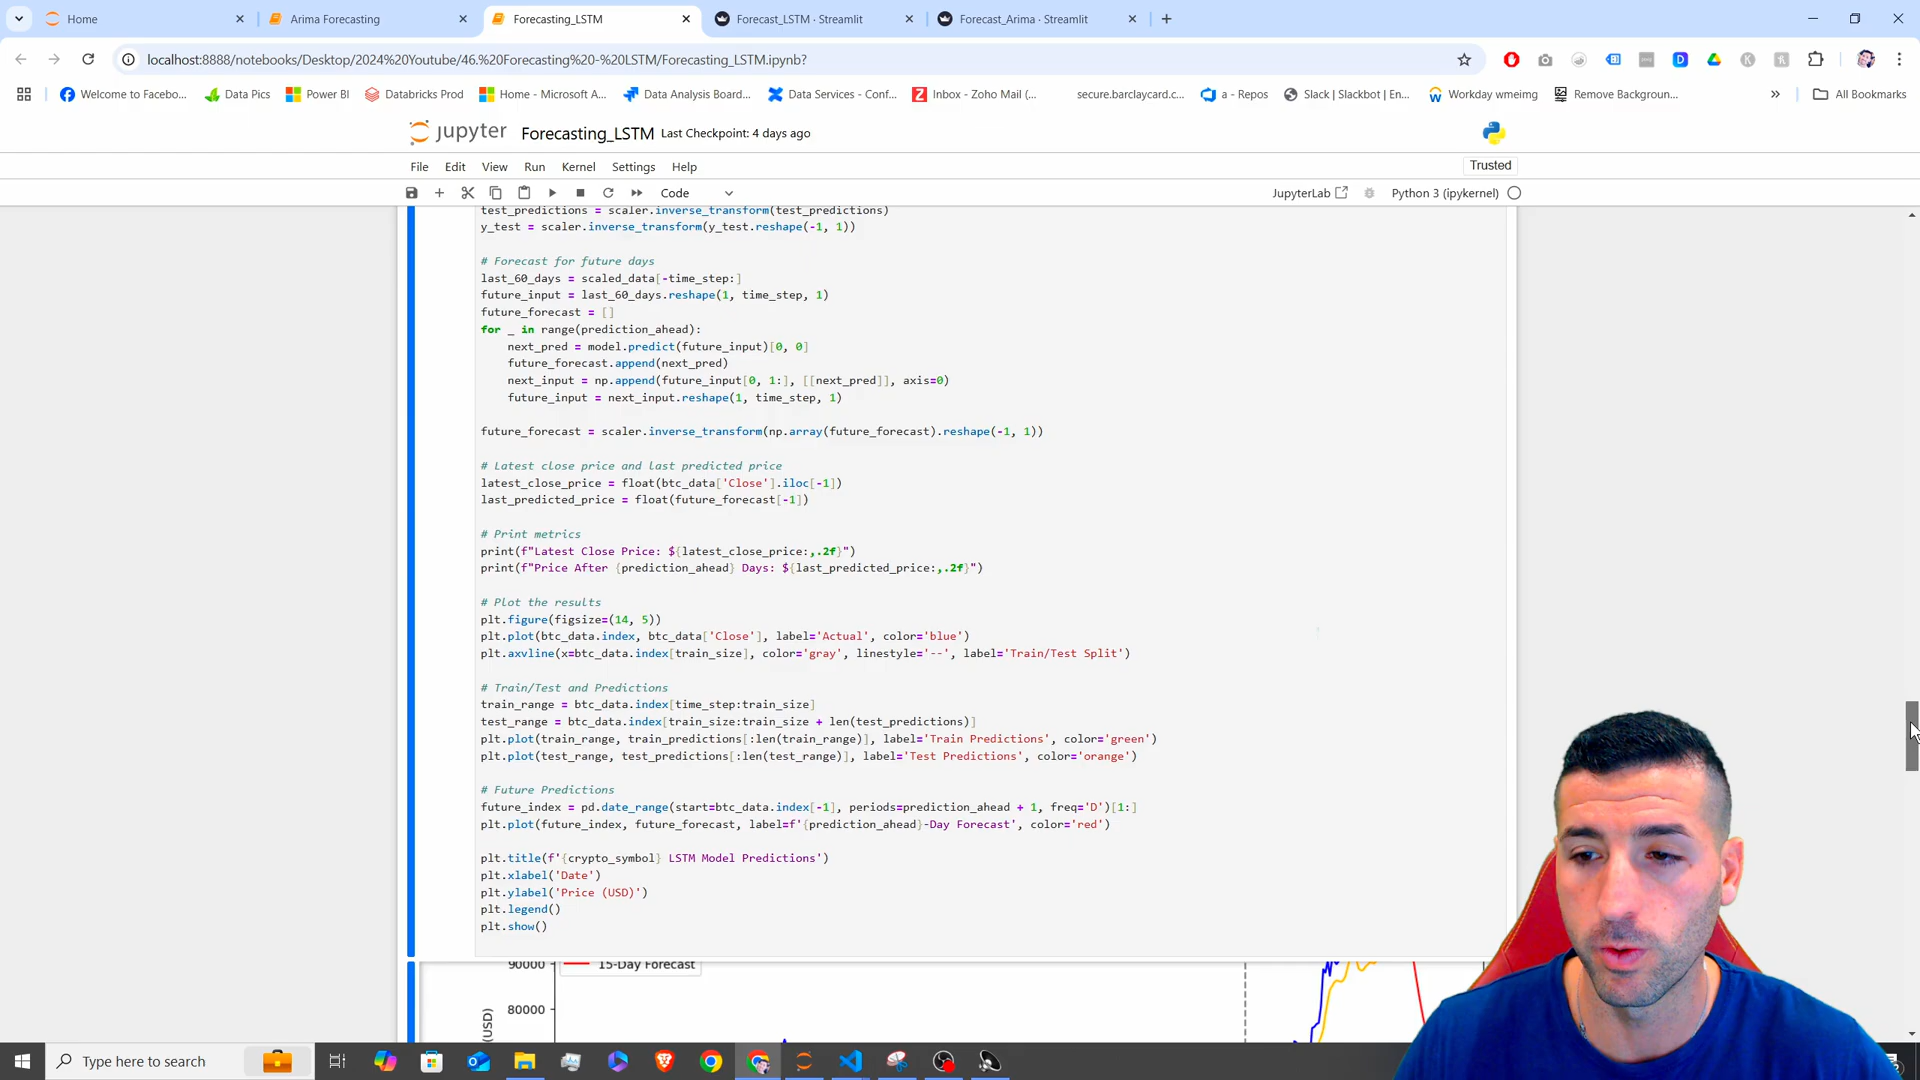 Home
Arima Forecasting
Forecasting_LSTM
Forecast_LSTM · Streamlit
Forecast_Arima · Streamlit
localhost:8888/notebooks/Desktop/2024%20Youtube/46.%20Forecasting%20-%20LSTM/Forecasting_LSTM.ipynb?
Welcome to Facebo...
Data Pics
Power BI
Databricks Prod
Home - Microsoft A...
Data Analysis Board...
Data Services - Conf...
Inbox - Zoho Mail (...
secure.barclaycard.c...
a - Repos
Slack | Slackbot | En...
Workday wmeimg
Remove Backgroun...
All Bookmarks
jupyter Forecasting_LSTM Last Checkpoint: 4 days ago
File Edit View Run Kernel Settings Help
Trusted
Code
JupyterLab
Python 3 (ipykernel)
test_predictions = scaler.inverse_transform(test_predictions)
y_test = scaler.inverse_transform(y_test.reshape(-1, 1))
# Forecast for future days
last_60_days = scaled_data[-time_step:]
future_input = last_60_days.reshape(1, time_step, 1)
future_forecast = []
for _ in range(prediction_ahead):
    next_pred = model.predict(future_input)[0, 0]
    future_forecast.append(next_pred)
    next_input = np.append(future_input[0, 1:], [[next_pred]], axis=0)
    future_input = next_input.reshape(1, time_step, 1)
future_forecast = scaler.inverse_transform(np.array(future_forecast).reshape(-1, 1))
# Latest close price and last predicted price
latest_close_price = float(btc_data['Close'].iloc[-1])
last_predicted_price = float(future_forecast[-1])
# Print metrics
print(f"Latest Close Price: ${latest_close_price:,.2f}")
print(f"Price After {prediction_ahead} Days: ${last_predicted_price:,.2f}")
# Plot the results
plt.figure(figsize=(14, 5))
plt.plot(btc_data.index, btc_data['Close'], label='Actual', color='blue')
plt.axvline(x=btc_data.index[train_size], color='gray', linestyle='--', label='Train/Test Split')
# Train/Test and Predictions
train_range = btc_data.index[time_step:train_size]
test_range = btc_data.index[train_size:train_size + len(test_predictions)]
plt.plot(train_range, train_predictions[:len(train_range)], label='Train Predictions', color='green')
plt.plot(test_range, test_predictions[:len(test_range)], label='Test Predictions', color='orange')
# Future Predictions
future_index = pd.date_range(start=btc_data.index[-1], periods=prediction_ahead + 1, freq='D')[1:]
plt.plot(future_index, future_forecast, label=f'{prediction_ahead}-Day Forecast', color='red')
plt.title(f'{crypto_symbol} LSTM Model Predictions')
plt.xlabel('Date')
plt.ylabel('Price (USD)')
plt.legend()
plt.show()
90000
15-Day Forecast
80000
(USD)
Type here to search